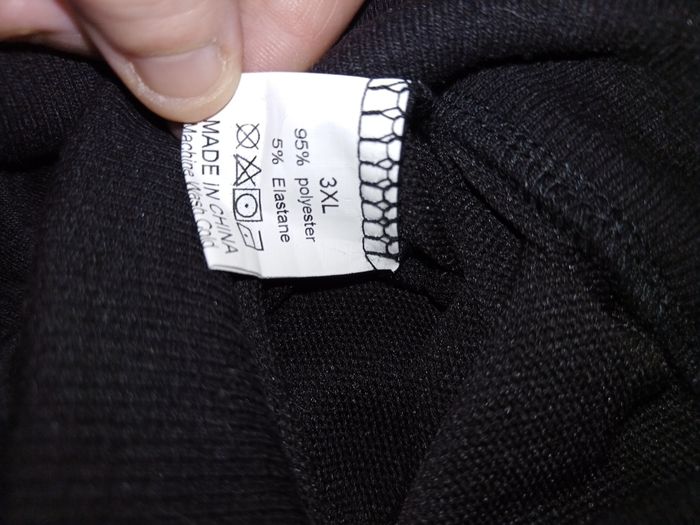 3XL
95% polyester
5% Elastane
MADE IN CHINA
Machine Wash Cold